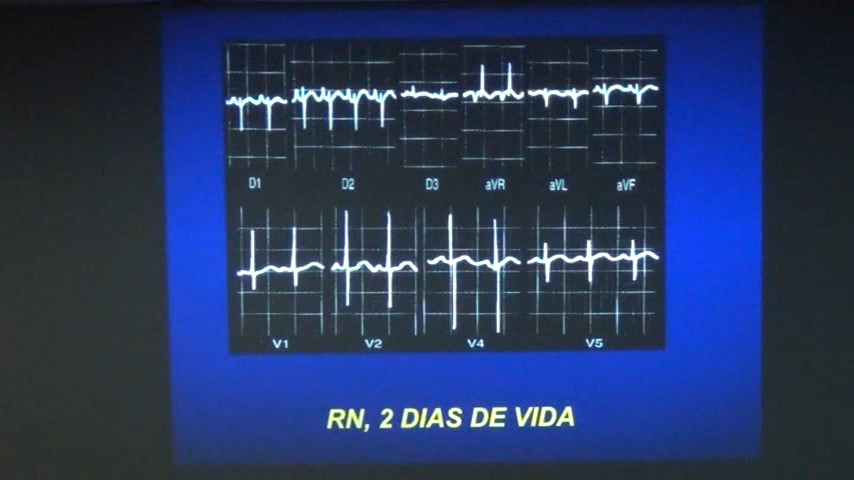 D1 D2 D3 aVR aVL aVF
V1 V2 V4 V5
RN, 2 DIAS DE VIDA